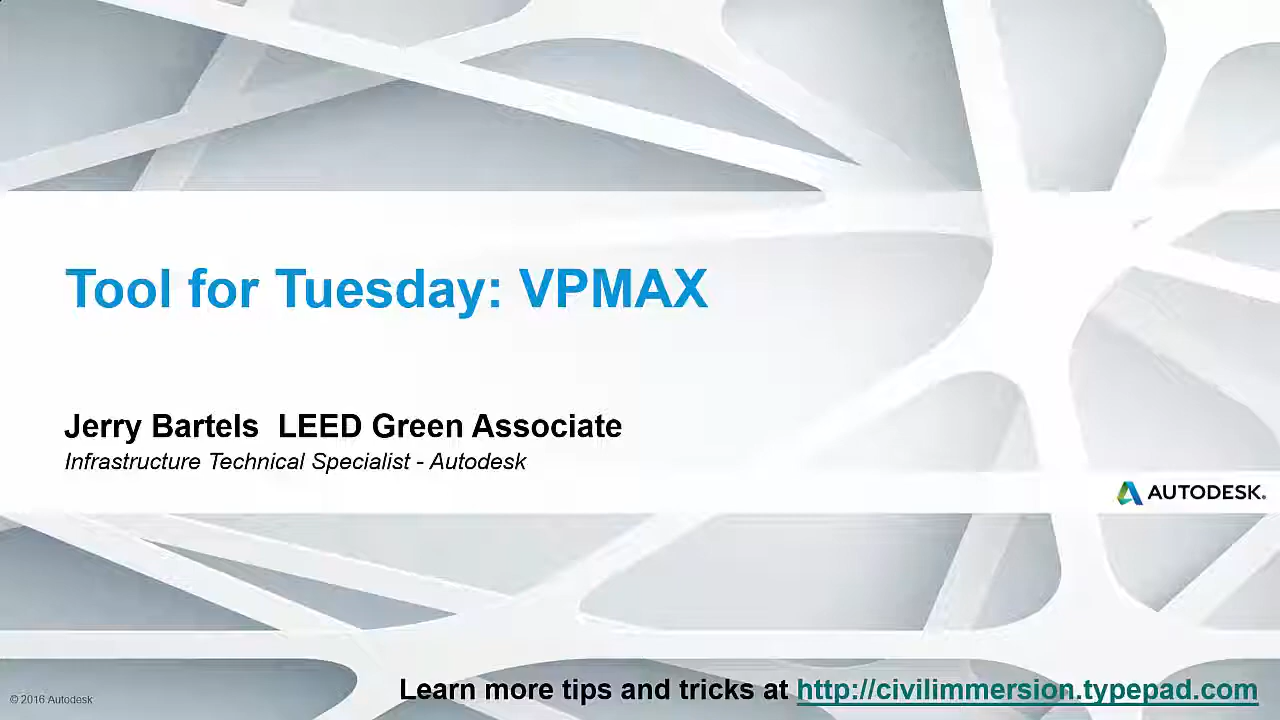 Tool for Tuesday: VPMAX
Jerry Bartels  LEED Green Associate
Infrastructure Technical Specialist - Autodesk
AUTODESK.
Learn more tips and tricks at http://civilimmersion.typepad.com
© 2016 Autodesk